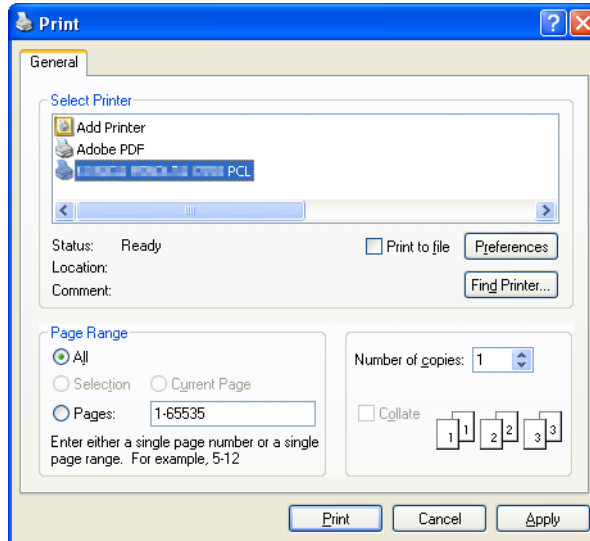 Print
General
Select Printer
Add Printer
Adobe PDF
PCL
Status: Ready
Print to file
Preferences
Location:
Comment:
Find Printer...
Page Range
All
Selection
Current Page
Pages: 1-65535
Enter either a single page number or a single
page range. For example, 5-12
Number of copies: 1
Collate
1 1 2 2 3 3
Print
Cancel
Apply